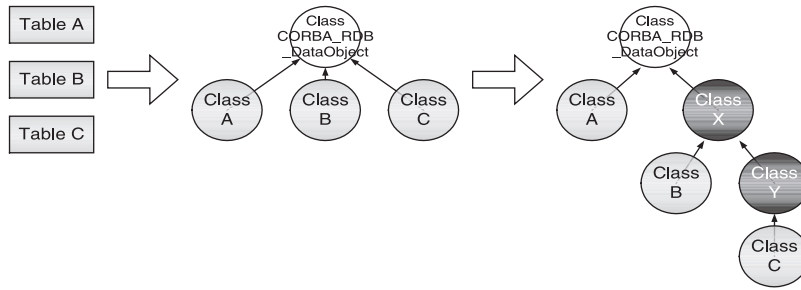 Table A
Table B
Table C
Class
CORBA_RDB
_DataObject
Class
A
Class
B
Class
C
Class
CORBA_RDB
_DataObject
Class
A
Class
X
Class
B
Class
Y
Class
C